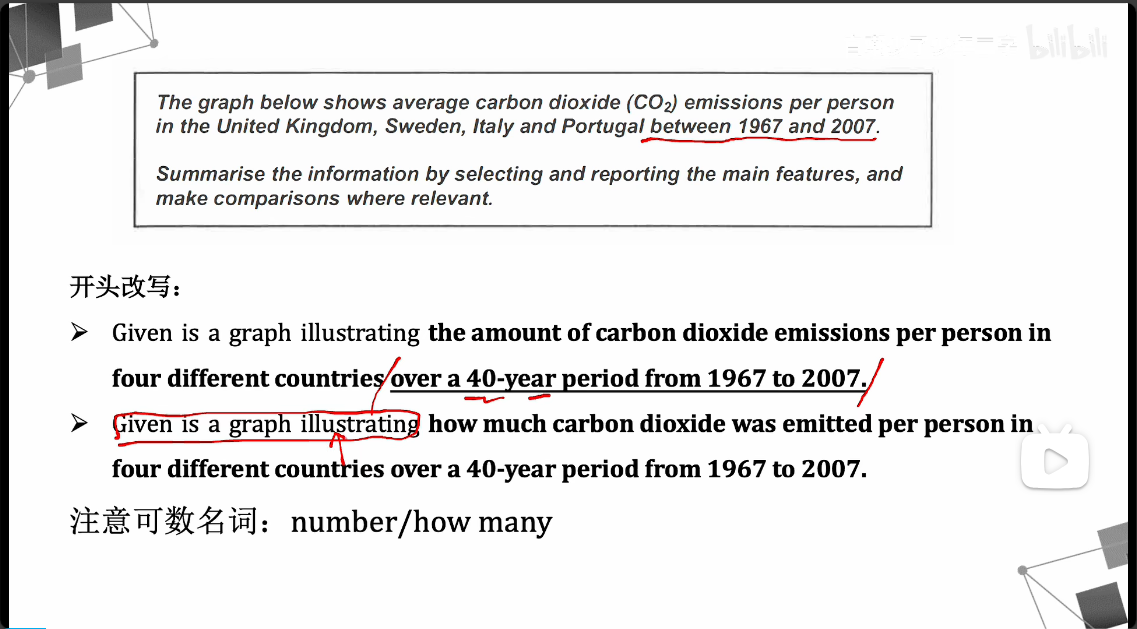 bilibili
The graph below shows average carbon dioxide (CO₂) emissions per person
in the United Kingdom, Sweden, Italy and Portugal between 1967 and 2007.
Summarise the information by selecting and reporting the main features, and
make comparisons where relevant.
开头改写：
➢ Given is a graph illustrating the amount of carbon dioxide emissions per person in
four different countries over a 40-year period from 1967 to 2007.
➢ Given is a graph illustrating how much carbon dioxide was emitted per person in
four different countries over a 40-year period from 1967 to 2007.
注意可数名词：number/how many